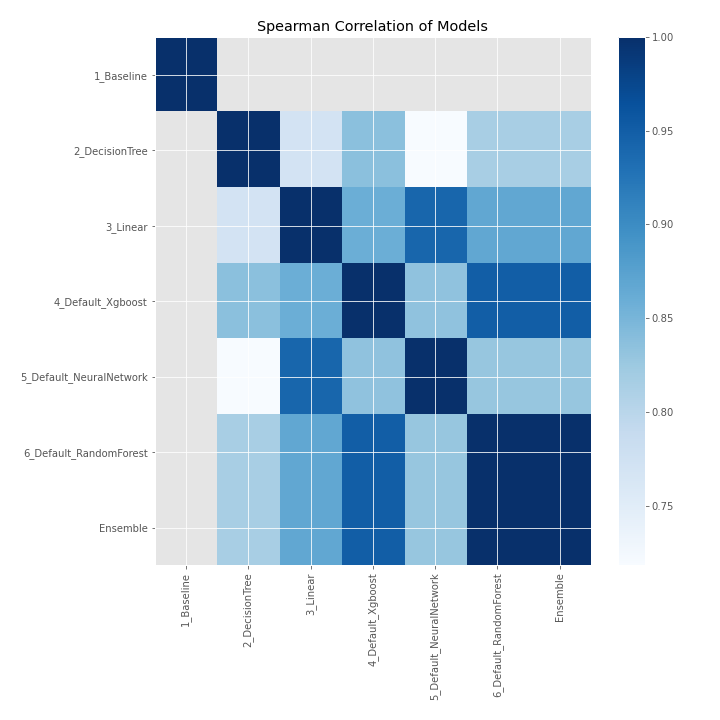 Spearman Correlation of Models
1_Baseline
2_DecisionTree
3_Linear
4_Default_Xgboost
5_Default_NeuralNetwork
6_Default_RandomForest
Ensemble
1_Baseline
2_DecisionTree
3_Linear
4_Default_Xgboost
5_Default_NeuralNetwork
6_Default_RandomForest
Ensemble
1.00
0.95
0.90
0.85
0.80
0.75